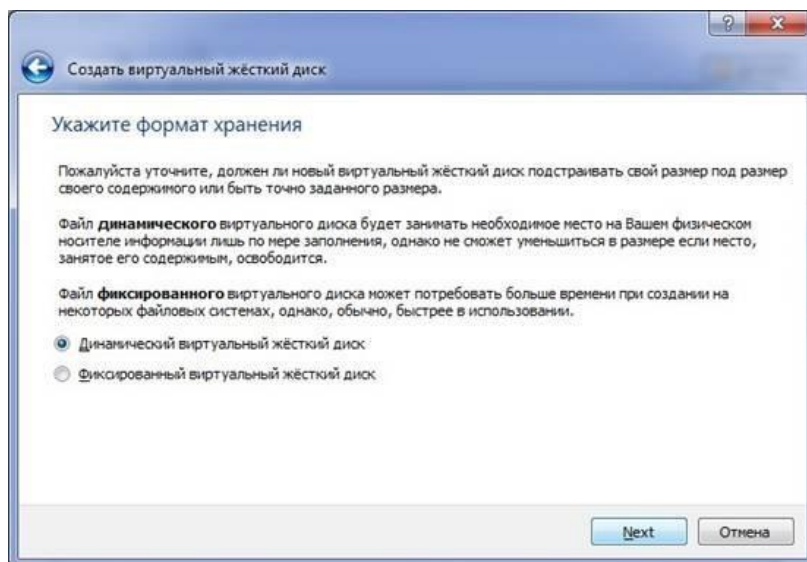 Создать виртуальный жёсткий диск
Укажите формат хранения
Пожалуйста уточните, должен ли новый виртуальный жёсткий диск подстраивать свой размер под размер
своего содержимого или быть точно заданного размера.
Файл динамического виртуального диска будет занимать необходимое место на Вашем физическом
носителе информации лишь по мере заполнения, однако не сможет уменьшиться в размере если место,
занятое его содержимым, освободится.
Файл фиксированного виртуального диска может потребовать больше времени при создании на
некоторых файловых системах, однако, обычно, быстрее в использовании.
Динамический виртуальный жёсткий диск
Фиксированный виртуальный жёсткий диск
Next Отмена